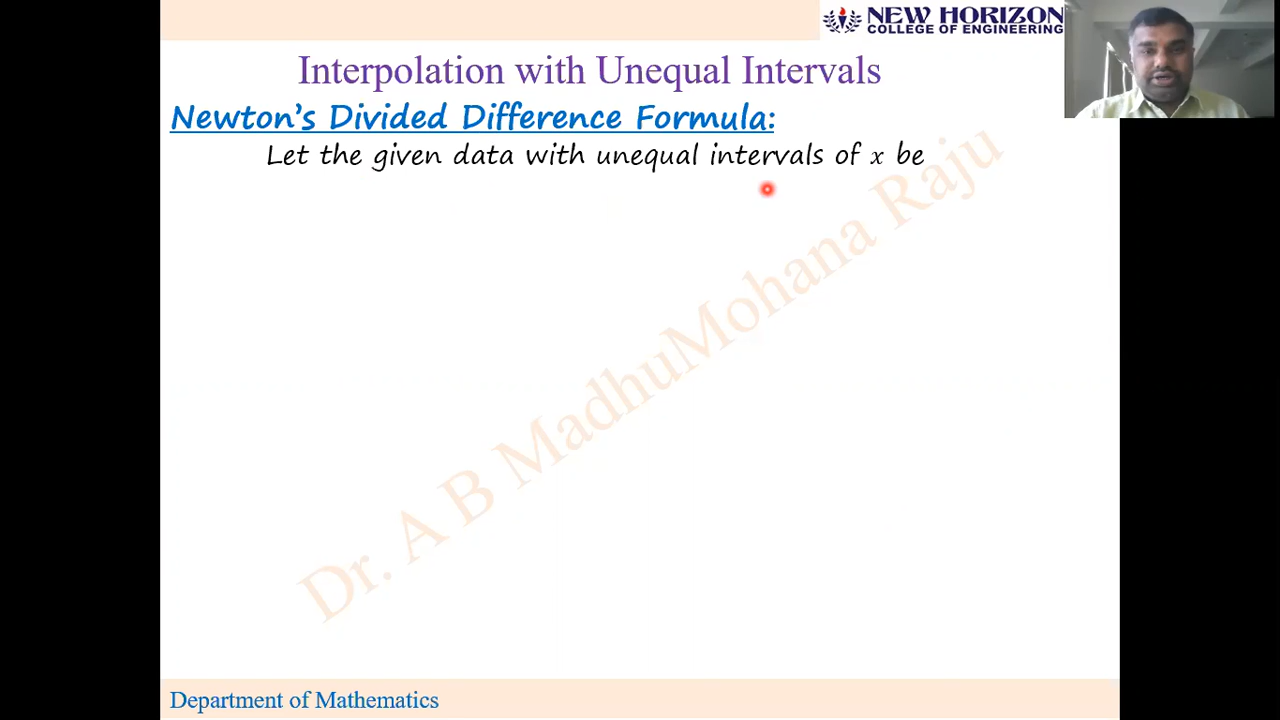 NEW HORIZON
COLLEGE OF ENGINEERING
Interpolation with Unequal Intervals
Newton's Divided Difference Formula:
Let the given data with unequal intervals of x be
Dr. A B MadhuMohana Raju
Department of Mathematics